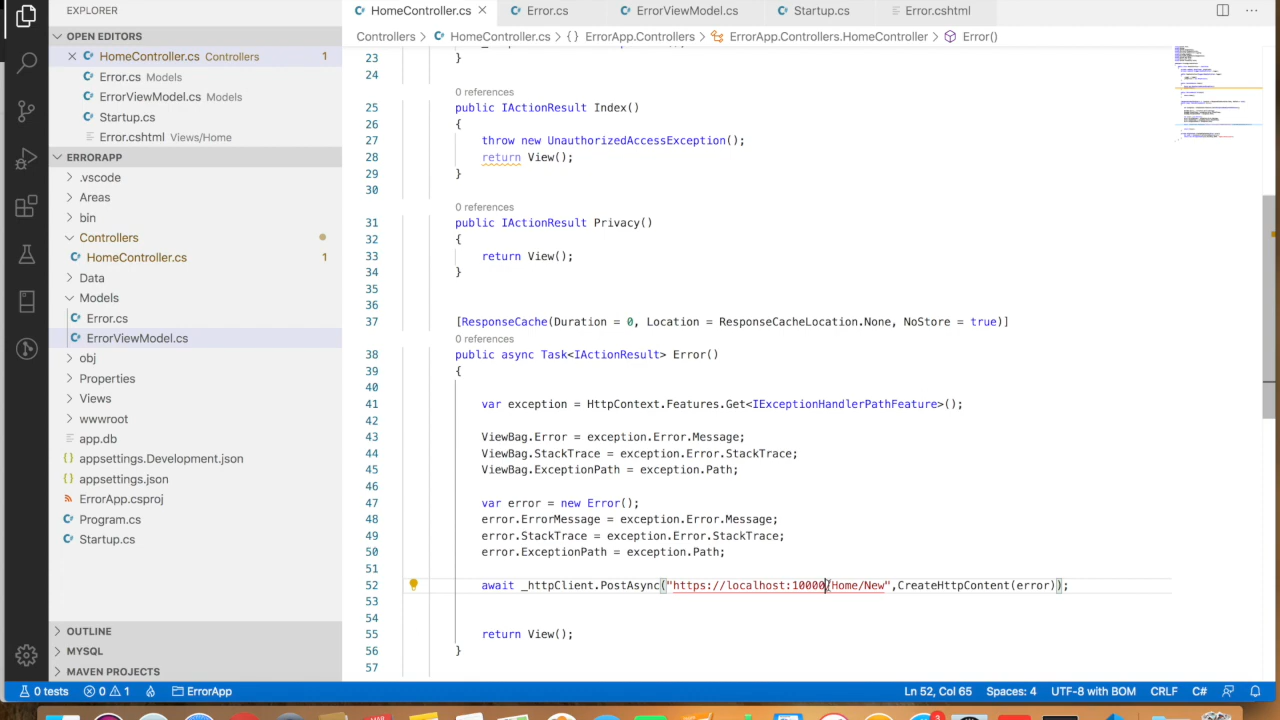 EXPLORER
OPEN EDITORS
HomeController.cs Controllers 1
Error.cs Models
ErrorViewModel.cs Models
Startup.cs
Error.cshtml Views/Home
ERRORAPP
.vscode
Areas
bin
Controllers
HomeController.cs 1
Data
Models
Error.cs
ErrorViewModel.cs
obj
Properties
Views
wwwroot
app.db
appsettings.Development.json
appsettings.json
ErrorApp.csproj
Program.cs
Startup.cs
OUTLINE
MYSQL
MAVEN PROJECTS
HomeController.cs Error.cs ErrorViewModel.cs Startup.cs Error.cshtml
Controllers > HomeController.cs > {} ErrorApp.Controllers > ErrorApp.Controllers.HomeController > Error()
23 }
24
0 references
25 public IActionResult Index()
26 {
27 throw new UnauthorizedAccessException();
28 return View();
29 }
30
0 references
31 public IActionResult Privacy()
32 {
33 return View();
34 }
35
36
37 [ResponseCache(Duration = 0, Location = ResponseCacheLocation.None, NoStore = true)]
0 references
38 public async Task<IActionResult> Error()
39 {
40
41 var exception = HttpContext.Features.Get<IExceptionHandlerPathFeature>();
42
43 ViewBag.Error = exception.Error.Message;
44 ViewBag.StackTrace = exception.Error.StackTrace;
45 ViewBag.ExceptionPath = exception.Path;
46
47 var error = new Error();
48 error.ErrorMessage = exception.Error.Message;
49 error.StackTrace = exception.Error.StackTrace;
50 error.ExceptionPath = exception.Path;
51
52 await _httpClient.PostAsync("https://localhost:10000/Home/New",CreateHttpContent(error));
53
54
55 return View();
56 }
57
0 tests 0 1 ErrorApp Ln 52, Col 65 Spaces: 4 UTF-8 with BOM CRLF C#